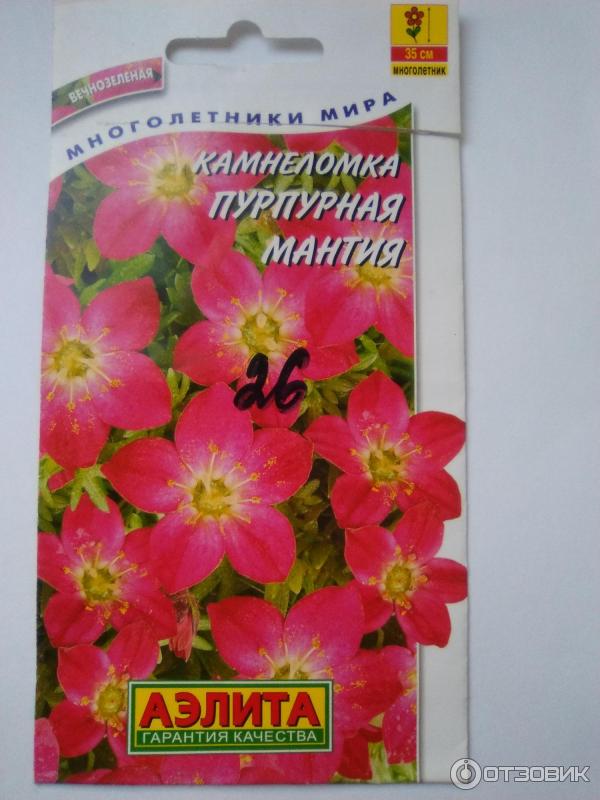 35 см
многолетник
ВЕЧНОЗЕЛЕНАЯ
МНОГОЛЕТНИКИ МИРА
КАМНЕЛОМКА
ПУРПУРНАЯ
МАНТИЯ
26
АЭЛИТА
ГАРАНТИЯ КАЧЕСТВА
ОТЗОВИК